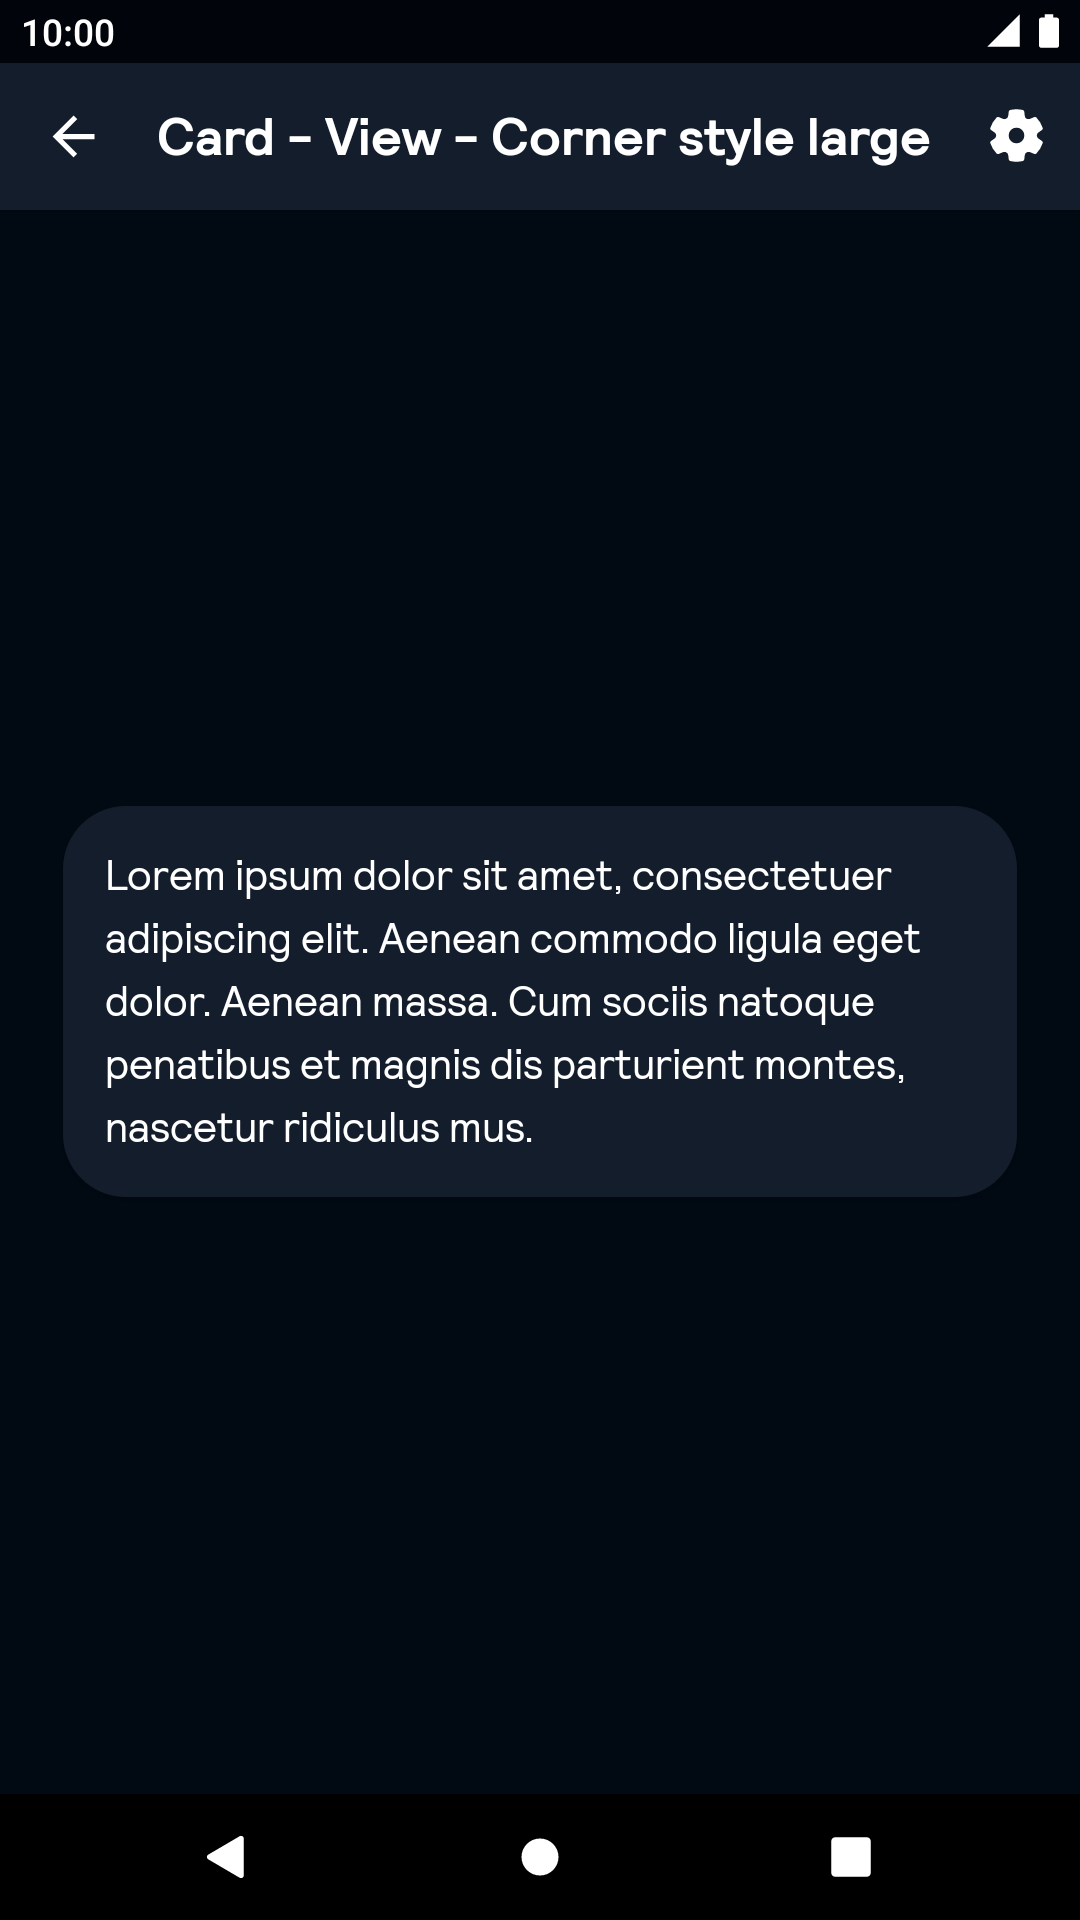 10:00
Card - View - Corner style large
Lorem ipsum dolor sit amet, consectetuer
adipiscing elit. Aenean commodo ligula eget
dolor. Aenean massa. Cum sociis natoque
penatibus et magnis dis parturient montes,
nascetur ridiculus mus.